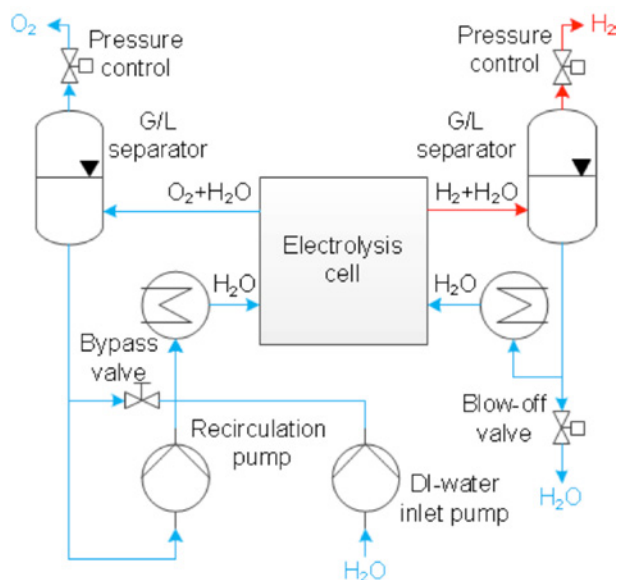 O₂
Pressure
control
Pressure
control
H₂
G/L
separator
G/L
separator
O₂+H₂O
H₂+H₂O
Electrolysis
cell
H₂O
H₂O
Bypass
valve
Recirculation
pump
Blow-off
valve
DI-water
inlet pump
H₂O
H₂O